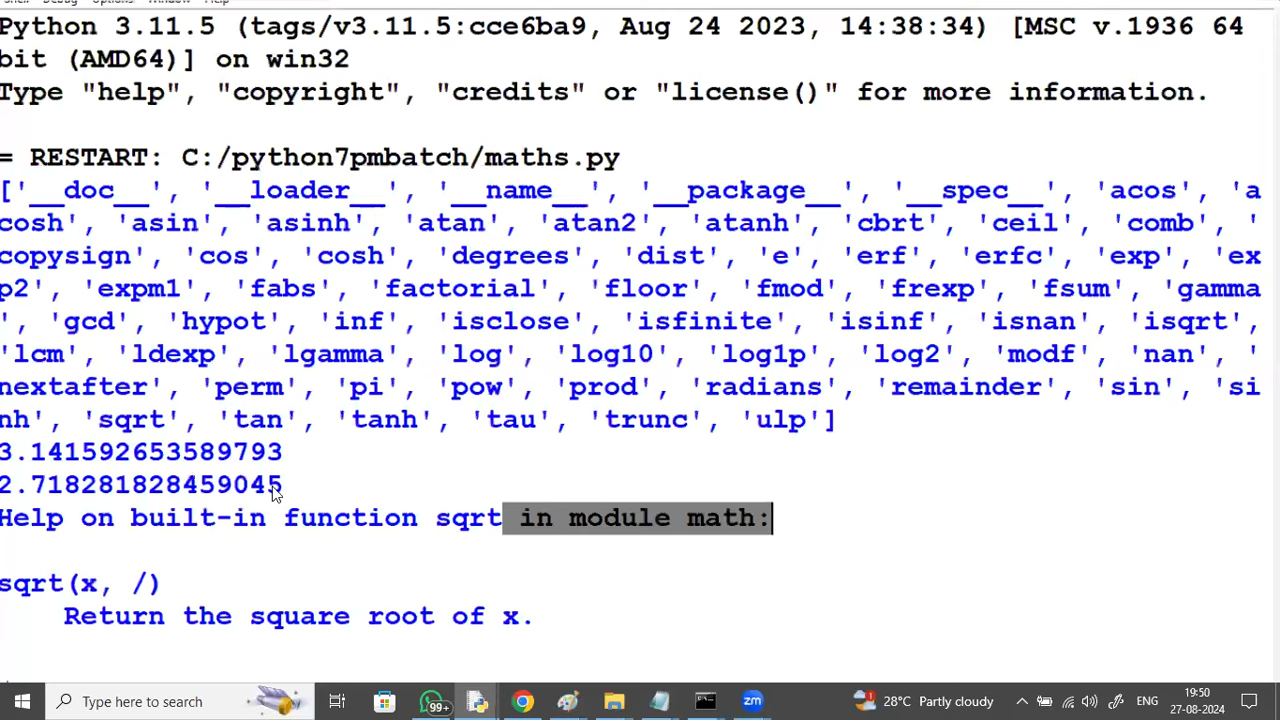 Shell Debug Options Window Help
Python 3.11.5 (tags/v3.11.5:cce6ba9, Aug 24 2023, 14:38:34) [MSC v.1936 64
bit (AMD64)] on win32
Type "help", "copyright", "credits" or "license()" for more information.
= RESTART: C:/python7pmbatch/maths.py
['__doc__', '__loader__', '__name__', '__package__', '__spec__', 'acos', 'a
cosh', 'asin', 'asinh', 'atan', 'atan2', 'atanh', 'cbrt', 'ceil', 'comb', '
copysign', 'cos', 'cosh', 'degrees', 'dist', 'e', 'erf', 'erfc', 'exp', 'ex
p2', 'expm1', 'fabs', 'factorial', 'floor', 'fmod', 'frexp', 'fsum', 'gamma
', 'gcd', 'hypot', 'inf', 'isclose', 'isfinite', 'isinf', 'isnan', 'isqrt',
'lcm', 'ldexp', 'lgamma', 'log', 'log10', 'log1p', 'log2', 'modf', 'nan', '
nextafter', 'perm', 'pi', 'pow', 'prod', 'radians', 'remainder', 'sin', 'si
nh', 'sqrt', 'tan', 'tanh', 'tau', 'trunc', 'ulp']
3.141592653589793
2.718281828459045
Help on built-in function sqrt in module math:
sqrt(x, /)
Return the square root of x.
Type here to search
99+
zm
28°C Partly cloudy
ENG
19:50
27-08-2024